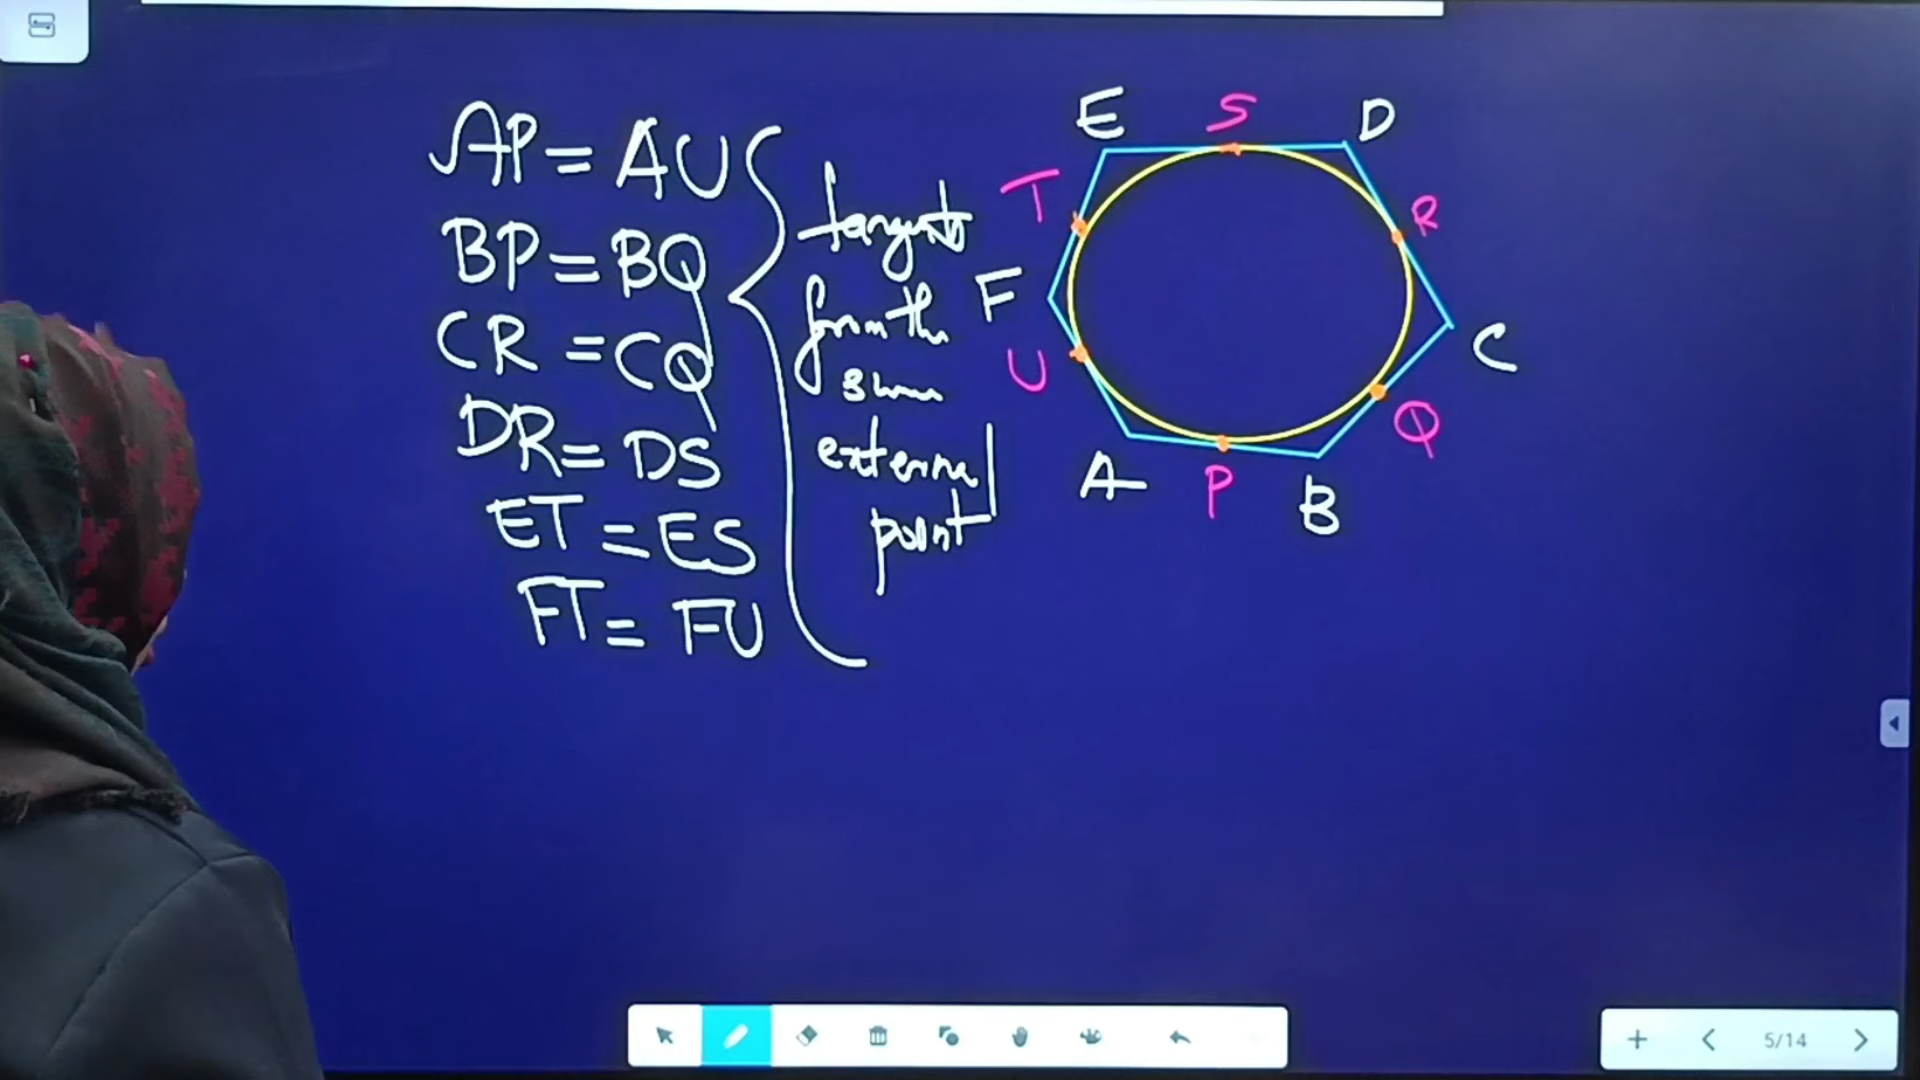 AP = AU
BP = BQ
CR = CQ
DR = DS
ET = ES
FT = FU
tangents
from the
external
point
E S D
T R
F
U C
Q
A P B
5/14